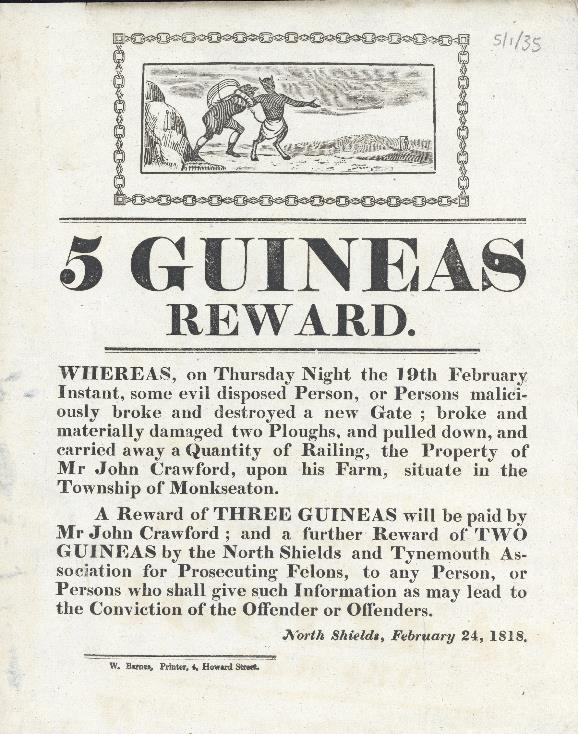 5/1/35
5 GUINEAS
REWARD.
WHEREAS, on Thursday Night the 19th February
Instant, some evil disposed Person, or Persons malici-
ously broke and destroyed a new Gate ; broke and
materially damaged two Ploughs, and pulled down, and
carried away a Quantity of Railing, the Property of
Mr John Crawford, upon his Farm, situate in the
Township of Monkseaton.
A Reward of THREE GUINEAS will be paid by
Mr John Crawford ; and a further Reward of TWO
GUINEAS by the North Shields and Tynemouth As-
sociation for Prosecuting Felons, to any Person, or
Persons who shall give such Information as may lead to
the Conviction of the Offender or Offenders.
North Shields, February 24, 1818.
W. Barnes, Printer, 4, Howard Street.